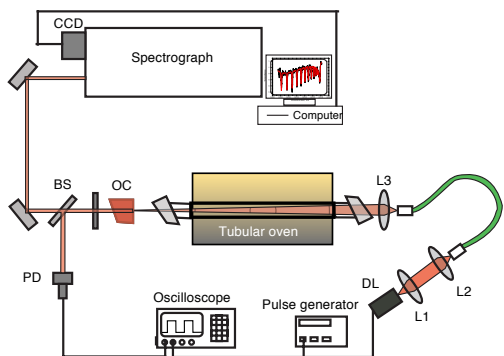 CCD
Spectrograph
Computer
BS
OC
L3
Tubular oven
PD
DL
L2
L1
Oscilloscope
Pulse generator